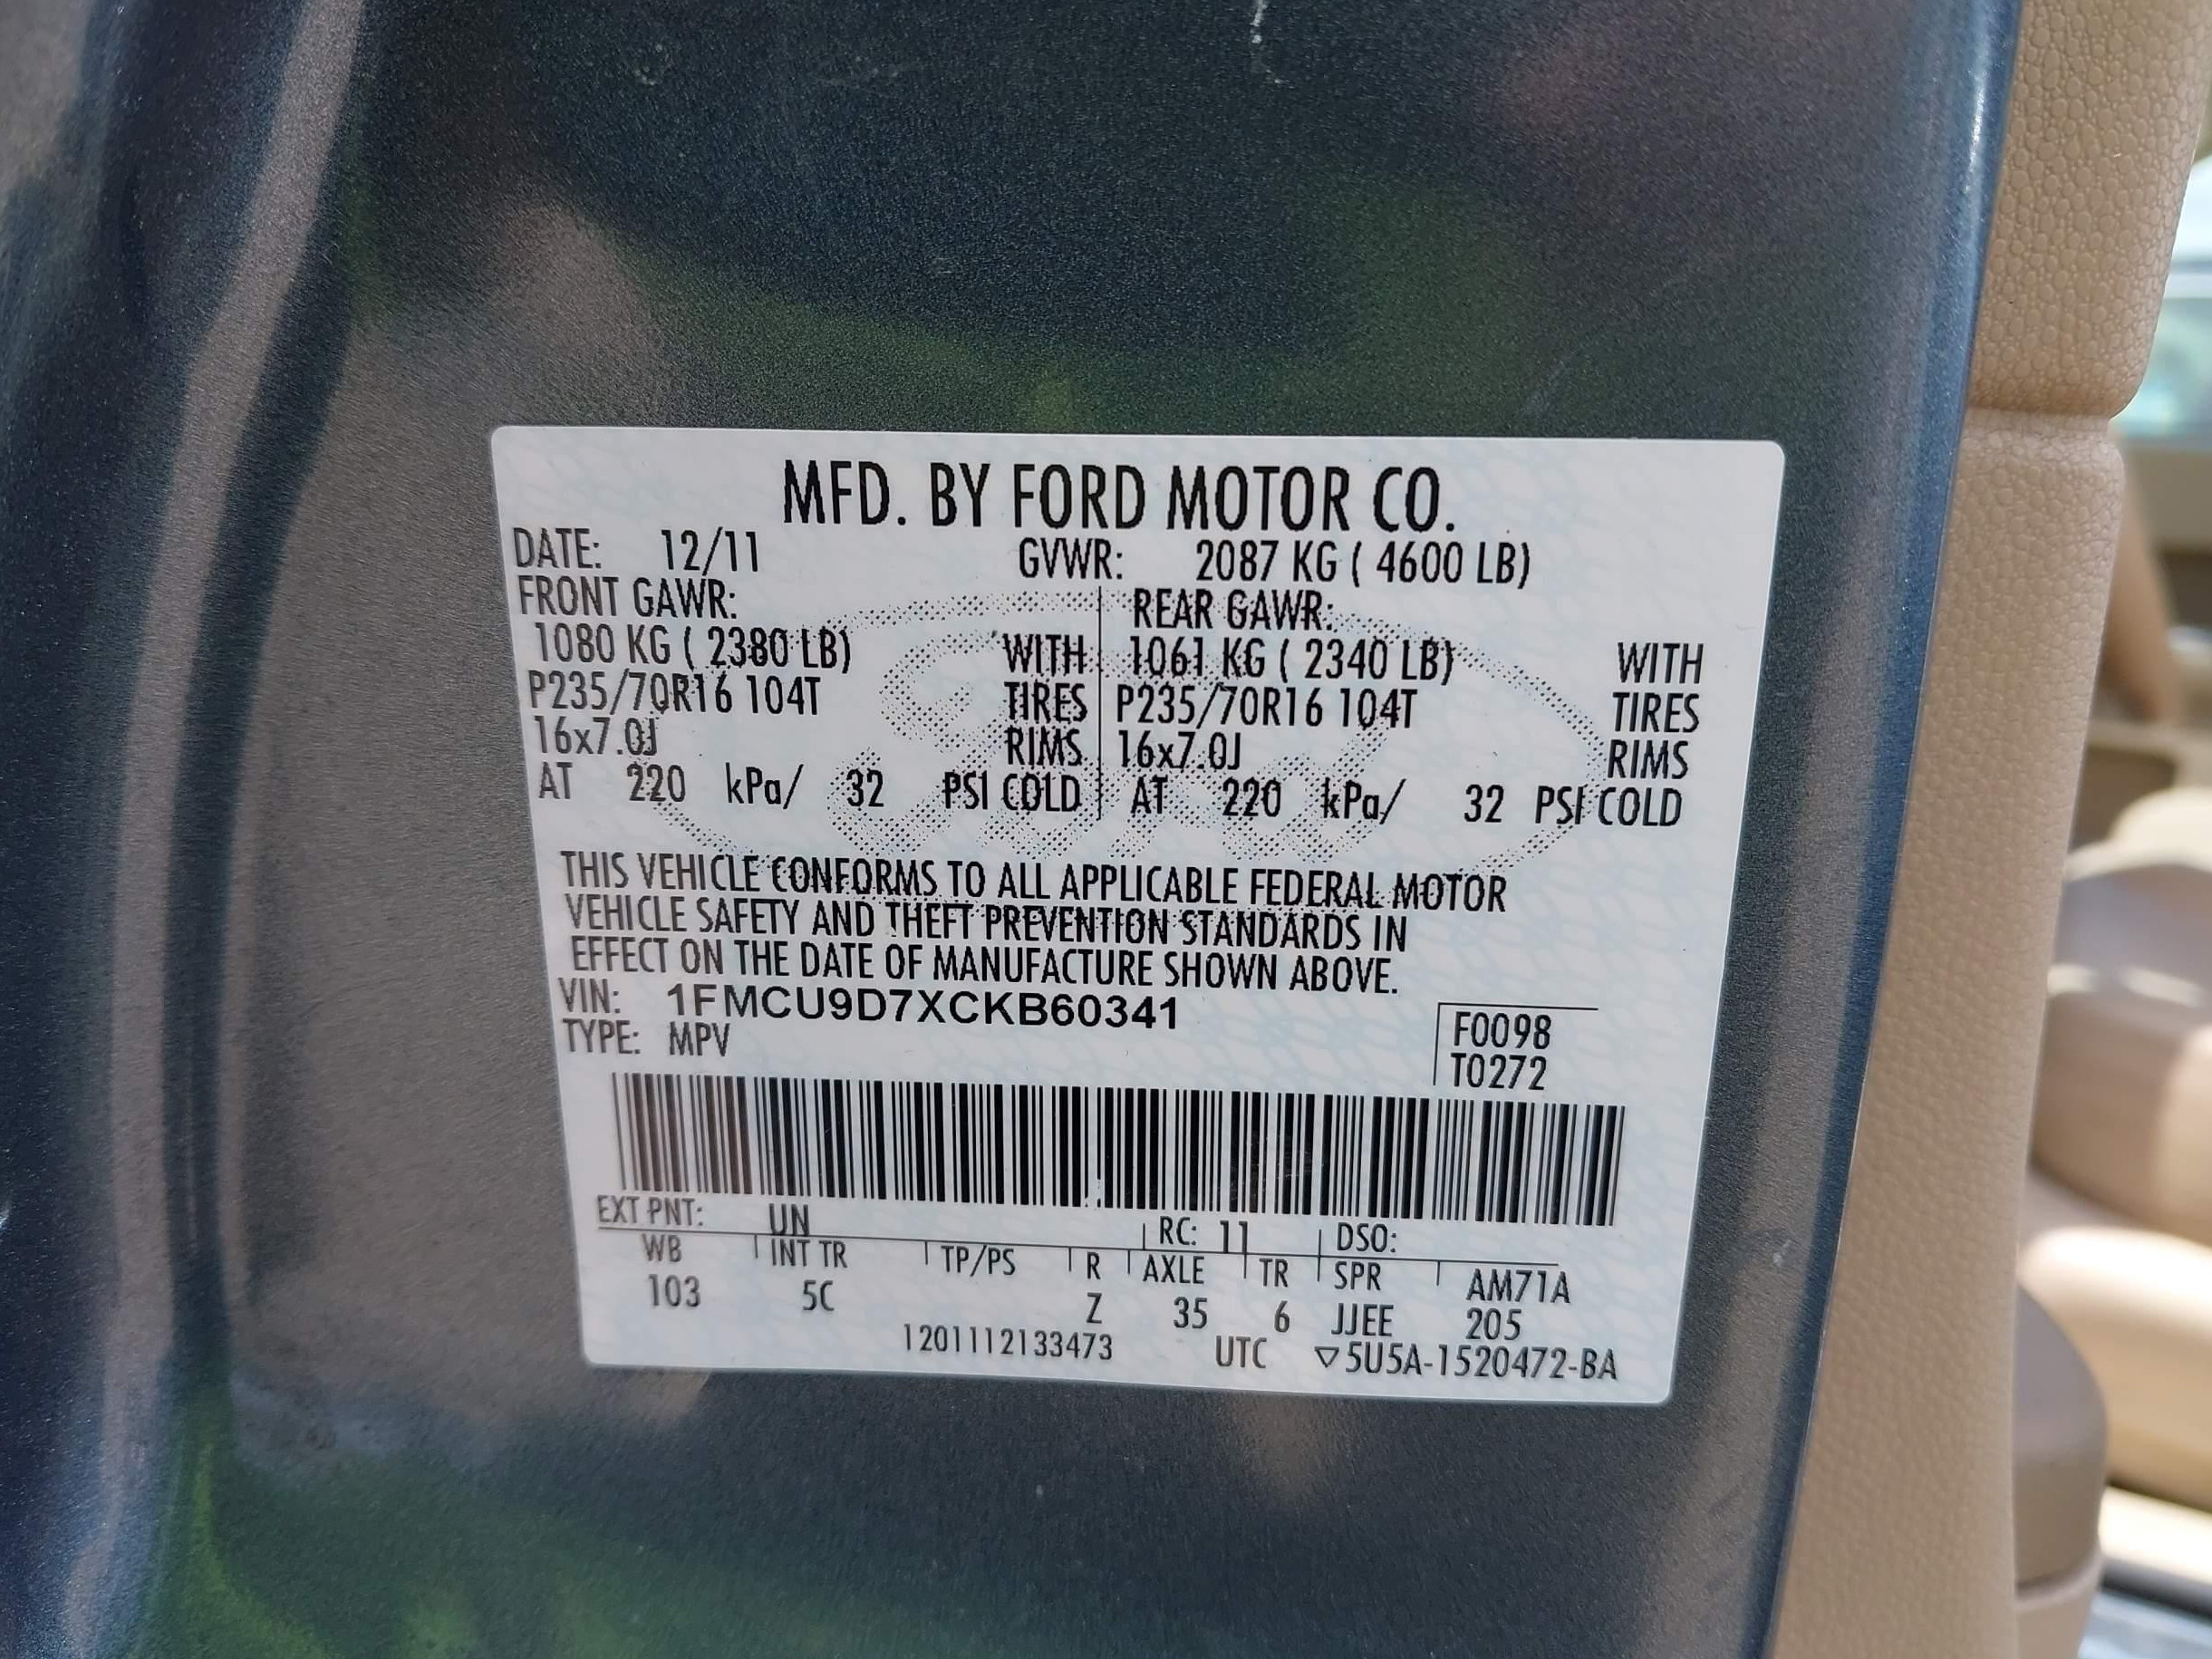 MFD. BY FORD MOTOR CO.
DATE: 12/11 GVWR: 2087 KG ( 4600 LB)
FRONT GAWR: REAR GAWR:
1080 KG ( 2380 LB) WITH 1061 KG ( 2340 LB) WITH
P235/70R16 104T TIRES P235/70R16 104T TIRES
16x7.0J RIMS 16x7.0J RIMS
AT 220 kPa/ 32 PSI COLD AT 220 kPa/ 32 PSI COLD
THIS VEHICLE CONFORMS TO ALL APPLICABLE FEDERAL MOTOR
VEHICLE SAFETY AND THEFT PREVENTION STANDARDS IN
EFFECT ON THE DATE OF MANUFACTURE SHOWN ABOVE.
VIN: 1FMCU9D7XCKB60341 F0098
TYPE: MPV T0272
EXT PNT: UN RC: 11 DSO:
WB INT TR TP/PS R AXLE TR SPR AM71A
103 5C Z 35 6 JJEE 205
1201112133473 UTC ▽5U5A-1520472-BA